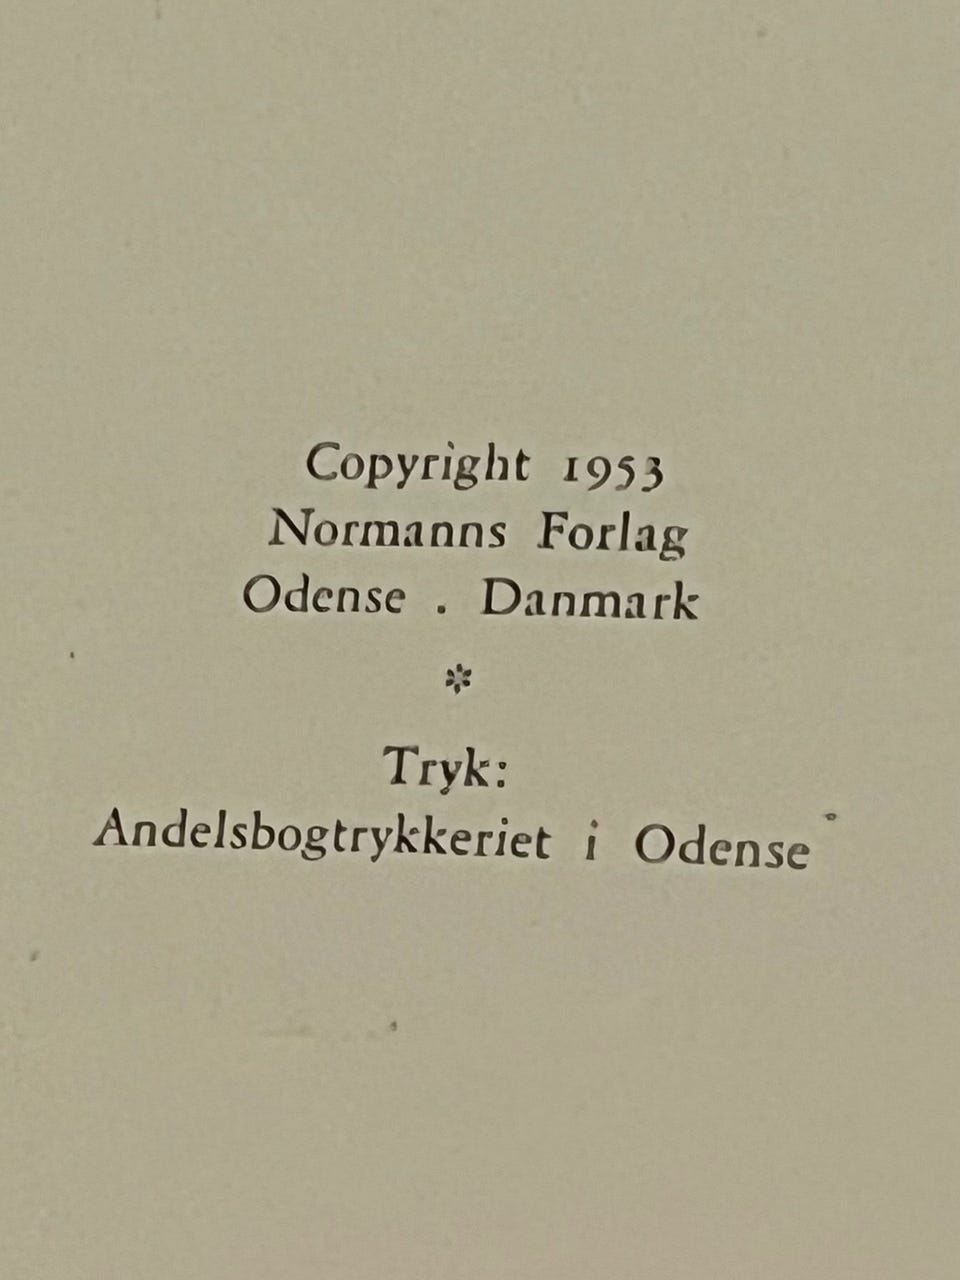 Copyright 1953
Normanns Forlag
Odense . Danmark
*
Tryk:
Andelsbogtrykkeriet i Odense